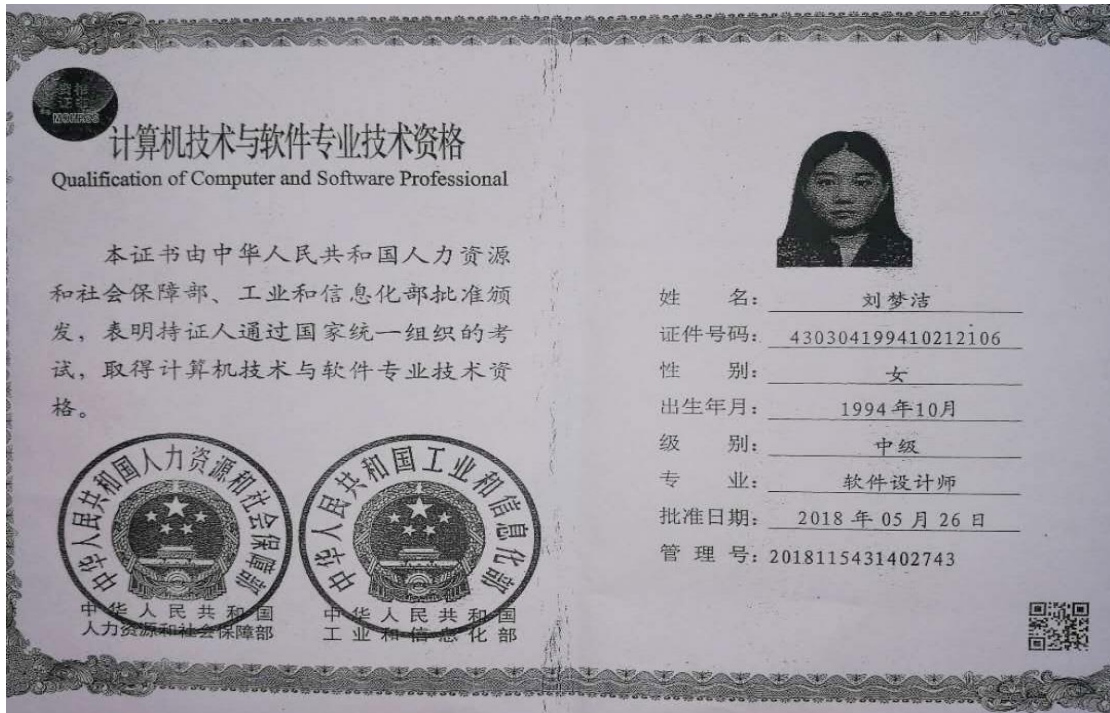 计算机技术与软件专业技术资格
Qualification of Computer and Software Professional
本证书由中华人民共和国人力资源
和社会保障部、工业和信息化部批准颁
发，表明持证人通过国家统一组织的考
试，取得计算机技术与软件专业技术资
格。
中华人民共和国人力资源和社会保障部
中华人民共和国工业和信息化部
中华人民共和国
人力资源和社会保障部
中华人民共和国
工业和信息化部
姓 名： 刘梦洁
证件号码： 430304199410212106
性 别： 女
出生年月： 1994年10月
级 别： 中级
专 业： 软件设计师
批准日期： 2018 年 05 月 26 日
管 理 号： 2018115431402743